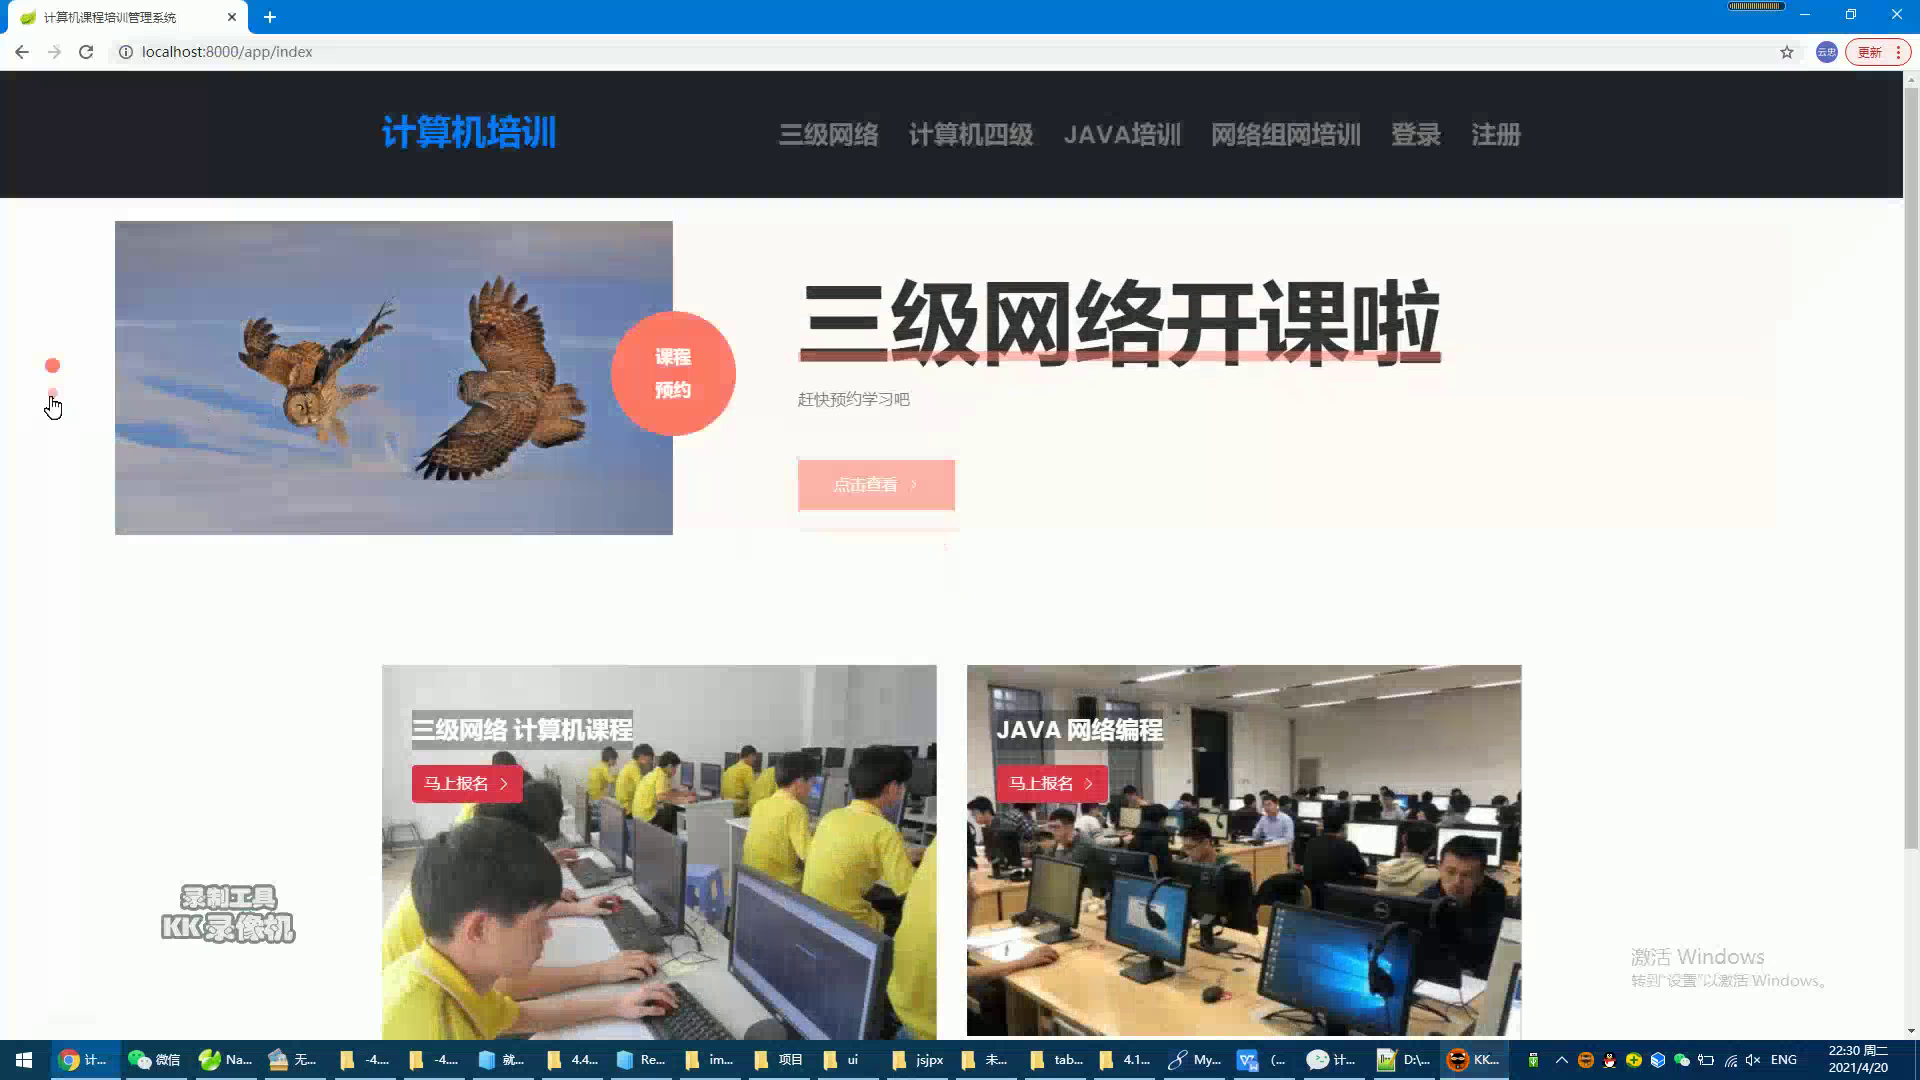 计算机课程培训管理系统
localhost:8000/app/index
云忠
更新
计算机培训
三级网络
计算机四级
JAVA培训
网络组网培训
登录
注册
课程
预约
三级网络开课啦
赶快预约学习吧
点击查看
三级网络 计算机课程
马上报名
JAVA 网络编程
马上报名
录制工具
KK录像机
激活 Windows
转到"设置"以激活 Windows。
计...
微信
Na...
无...
-4....
-4....
就...
4.4...
Re...
im...
项目
ui
jsjpx
未...
tab...
4.1...
My...
(...
计...
D:\...
KK...
ENG
22:30 周二
2021/4/20